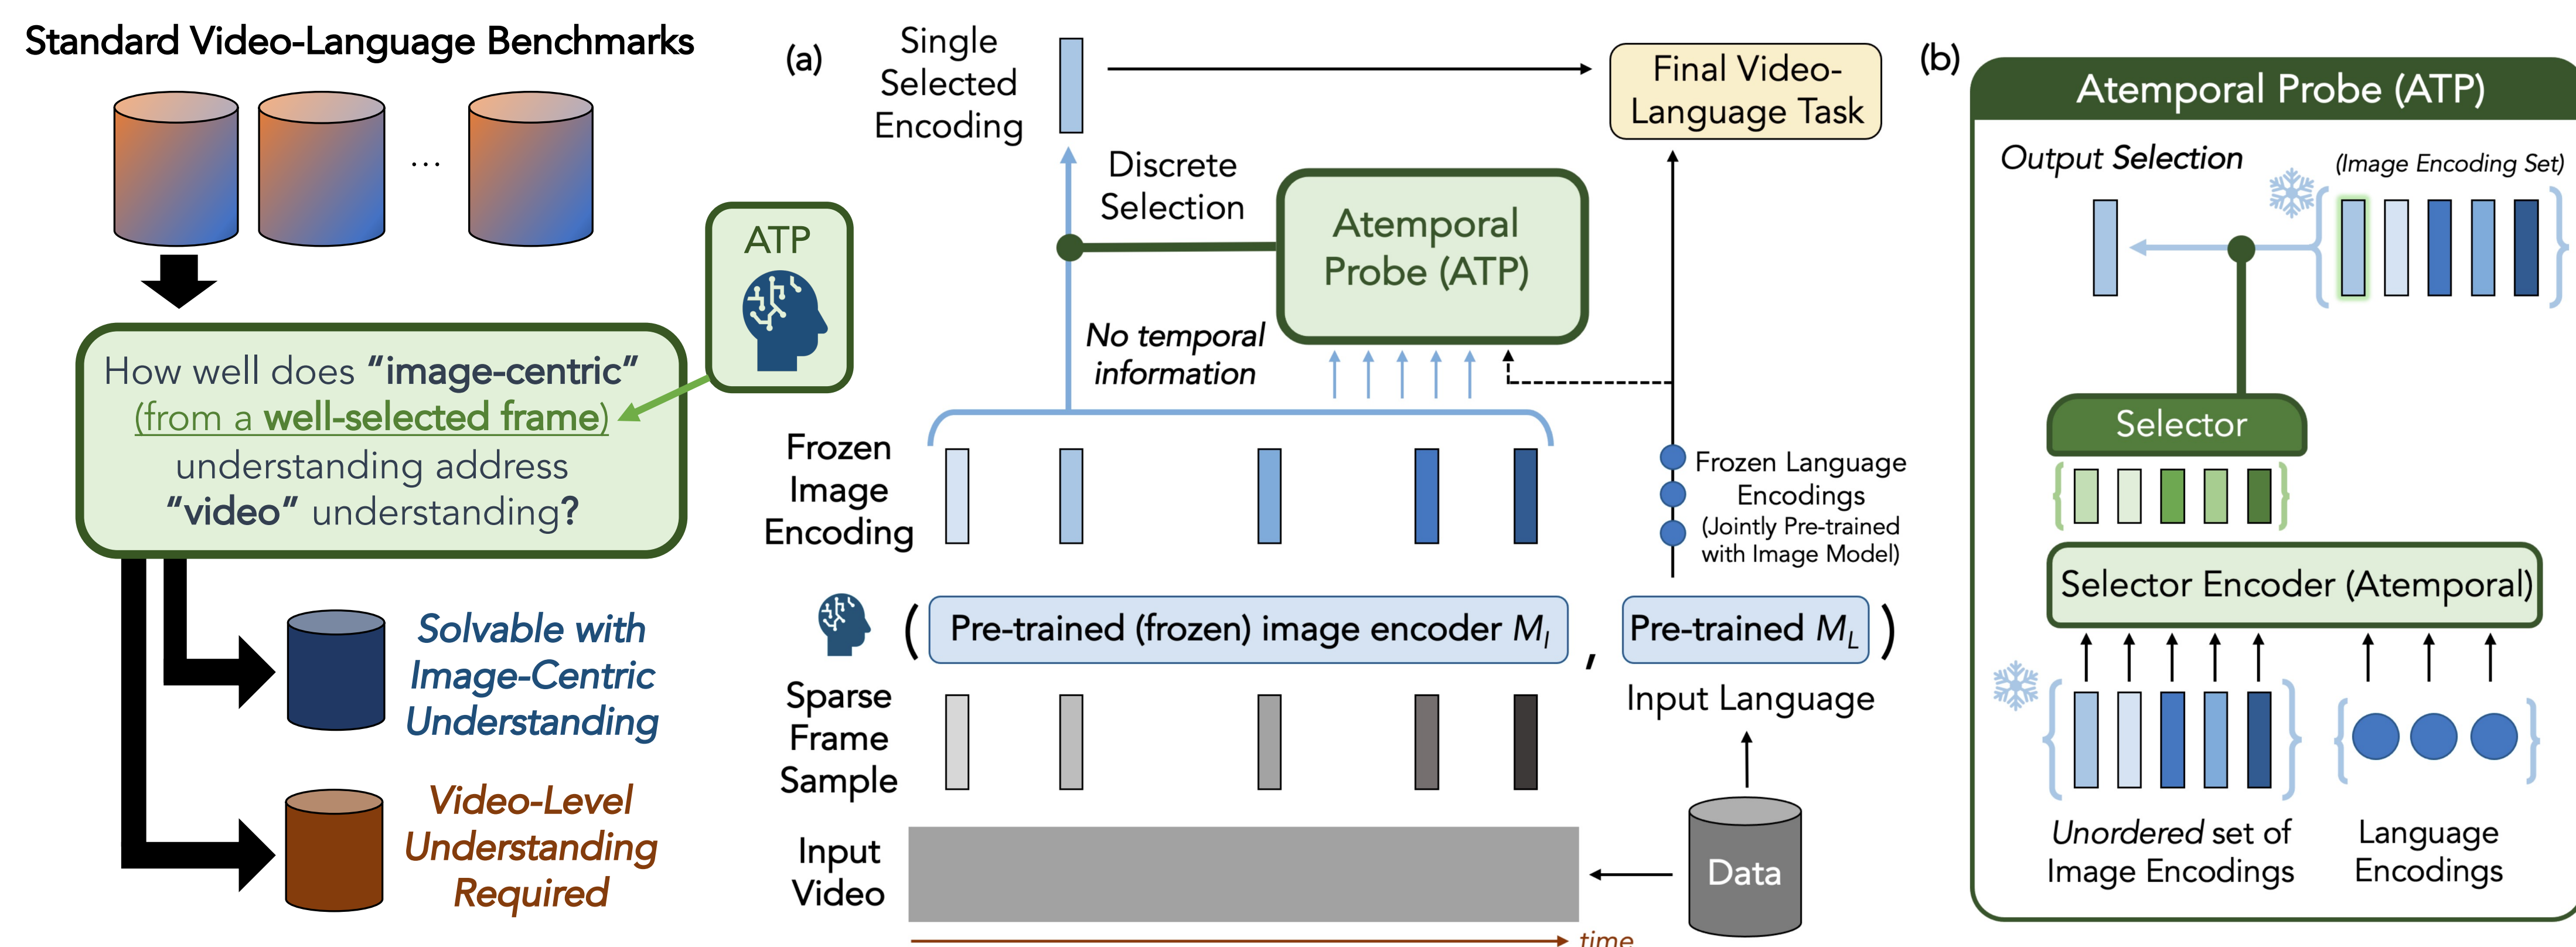 Standard Video-Language Benchmarks
...
ATP
How well does “image-centric”
(from a well-selected frame)
understanding address
“video” understanding?
Solvable with
Image-Centric
Understanding
Video-Level
Understanding
Required
(a)
Single
Selected
Encoding
Final Video-
Language Task
Discrete
Selection
Atemporal
Probe (ATP)
No temporal
information
Frozen
Image
Encoding
Frozen Language
Encodings
(Jointly Pre-trained
with Image Model)
( Pre-trained (frozen) image encoder M_I , Pre-trained M_L )
Sparse
Frame
Sample
Input Language
Input
Video
Data
time
(b)
Atemporal Probe (ATP)
Output Selection
(Image Encoding Set)
Selector
Selector Encoder (Atemporal)
Unordered set of
Image Encodings
Language
Encodings